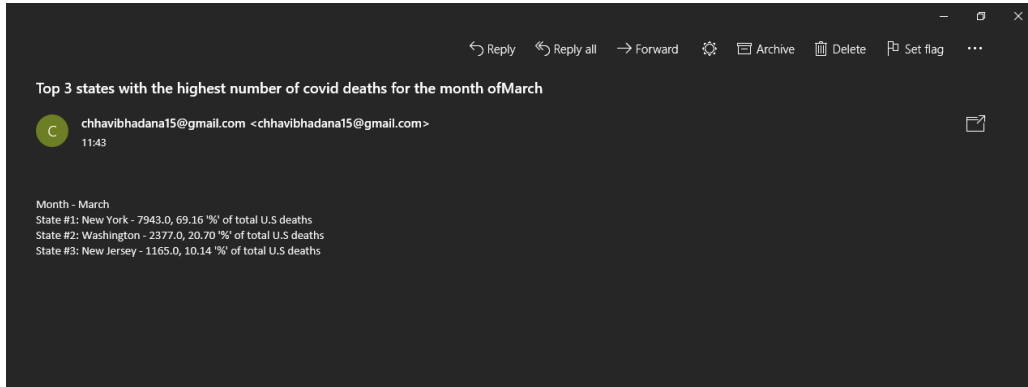 Reply Reply all Forward Archive Delete Set flag ...
Top 3 states with the highest number of covid deaths for the month ofMarch
C
chhavibhadana15@gmail.com <chhavibhadana15@gmail.com>
11:43
Month - March
State #1: New York - 7943.0, 69.16 '%' of total U.S deaths
State #2: Washington - 2377.0, 20.70 '%' of total U.S deaths
State #3: New Jersey - 1165.0, 10.14 '%' of total U.S deaths